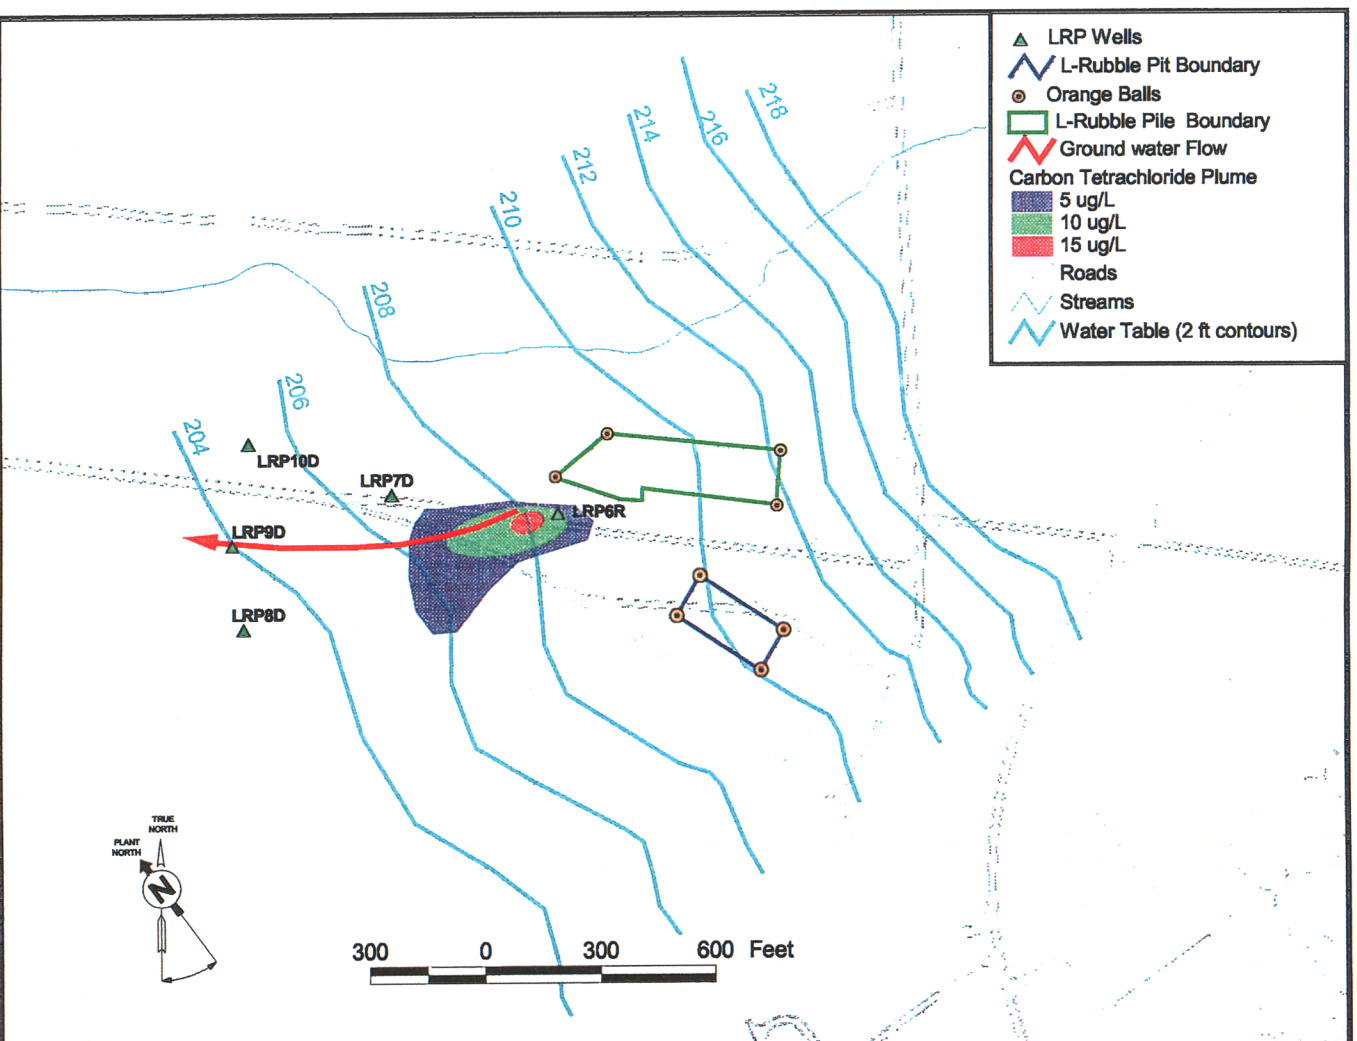 LRP Wells
L-Rubble Pit Boundary
Orange Balls
L-Rubble Pile Boundary
Ground water Flow
Carbon Tetrachloride Plume
5 ug/L
10 ug/L
15 ug/L
Roads
Streams
Water Table (2 ft contours)
218
216
214
212
210
208
206
204
LRP10D
LRP7D
LRP6R
LRP9D
LRP8D
TRUE
NORTH
PLANT
NORTH
N
300 0 300 600 Feet